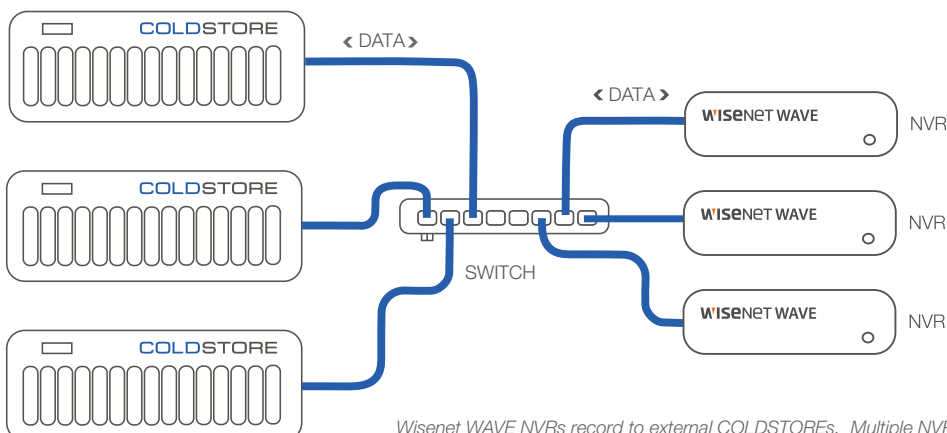 COLDSTORE
< DATA >
< DATA >
WISENET WAVE
NVR
COLDSTORE
WISENET WAVE
NVR
SWITCH
WISENET WAVE
NVR
COLDSTORE
Wisenet WAVE NVRs record to external COLDSTOREs. Multiple